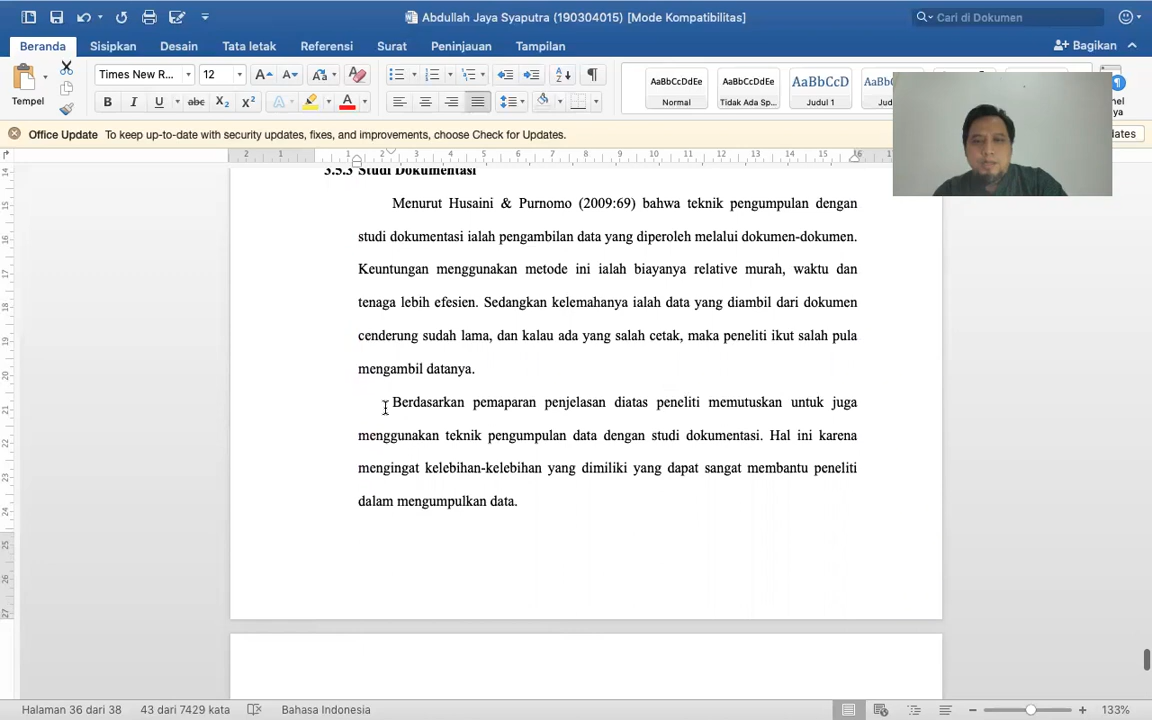 Abdullah Jaya Syaputra (190304015) [Mode Kompatibilitas]
Cari di Dokumen
Beranda Sisipkan Desain Tata letak Referensi Surat Peninjauan Tampilan
Bagikan
Tempel
Times New R... 12
AaBbCcDdEe AaBbCcDdEe AaBbCcD AaBbCc
Normal Tidak Ada Sp... Judul 1
Office Update To keep up-to-date with security updates, fixes, and improvements, choose Check for Updates.
3.5.3 Studi Dokumentasi
Menurut Husaini & Purnomo (2009:69) bahwa teknik pengumpulan dengan
studi dokumentasi ialah pengambilan data yang diperoleh melalui dokumen-dokumen.
Keuntungan menggunakan metode ini ialah biayanya relative murah, waktu dan
tenaga lebih efesien. Sedangkan kelemahanya ialah data yang diambil dari dokumen
cenderung sudah lama, dan kalau ada yang salah cetak, maka peneliti ikut salah pula
mengambil datanya.
Berdasarkan pemaparan penjelasan diatas peneliti memutuskan untuk juga
menggunakan teknik pengumpulan data dengan studi dokumentasi. Hal ini karena
mengingat kelebihan-kelebihan yang dimiliki yang dapat sangat membantu peneliti
dalam mengumpulkan data.
Halaman 36 dari 38 43 dari 7429 kata Bahasa Indonesia 133%